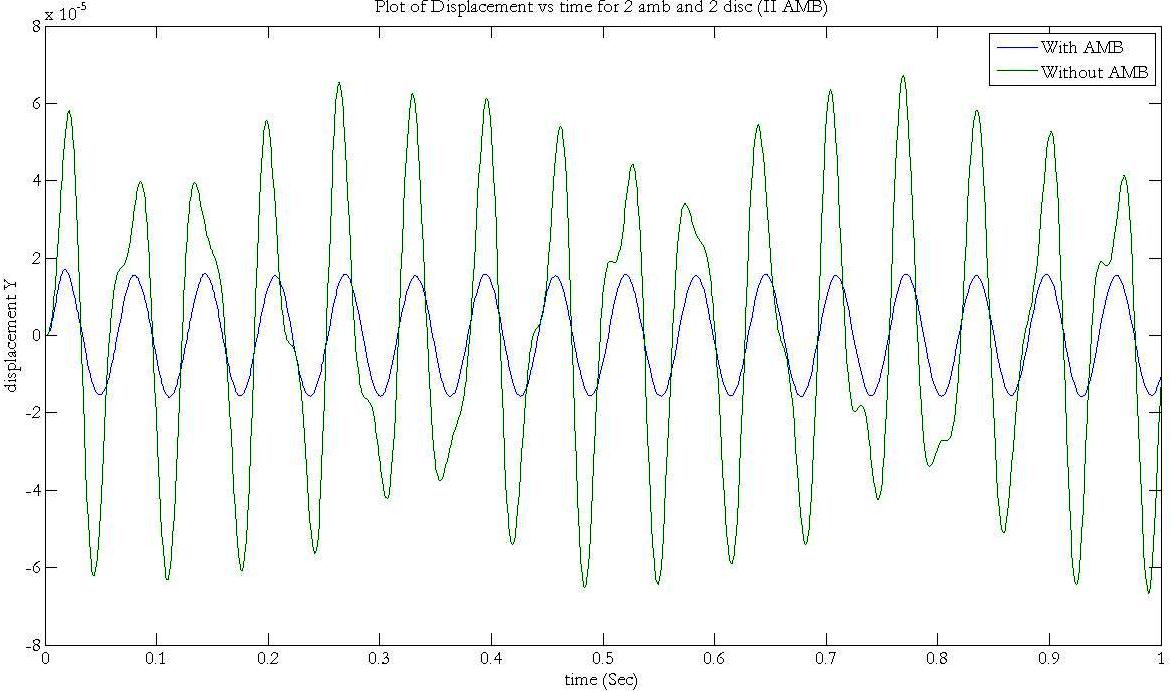 Plot of Displacement vs time for 2 amb and 2 disc (II AMB)
x 10-5
With AMB
Without AMB
8
6
4
2
0
-2
-4
-6
-8
displacement Y
0 0.1 0.2 0.3 0.4 0.5 0.6 0.7 0.8 0.9 1
time (Sec)